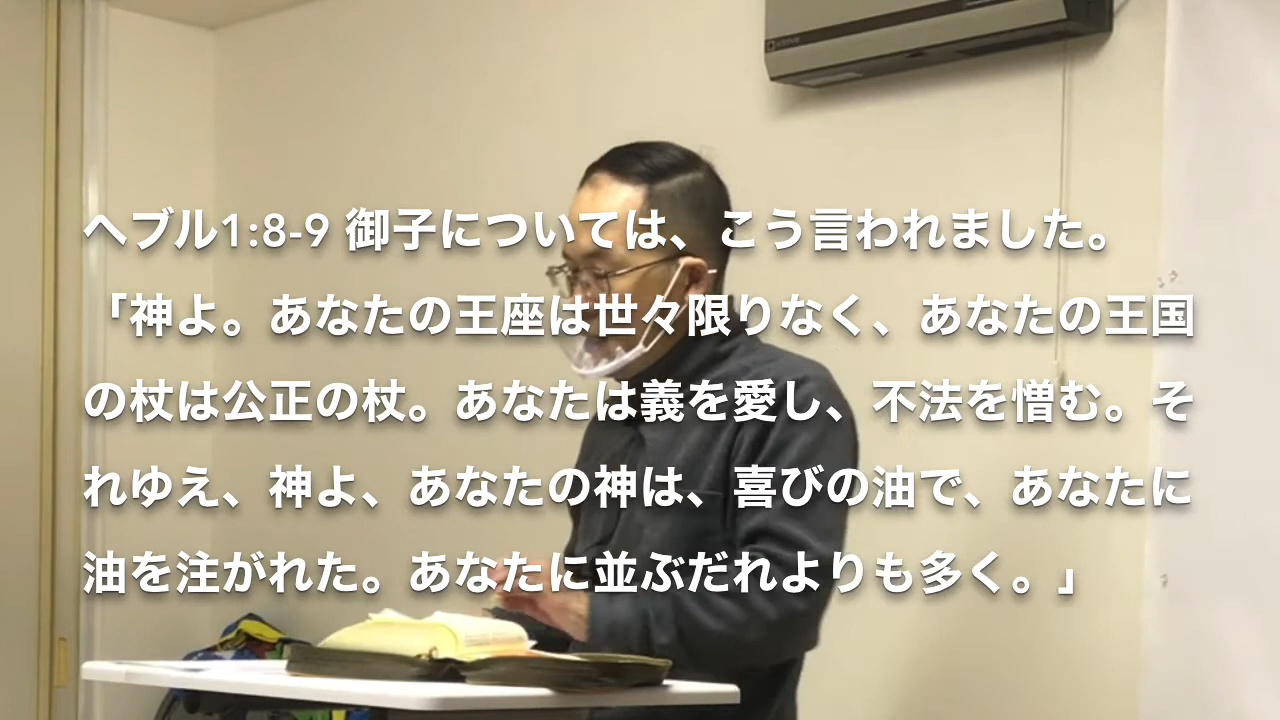 ヘブル1:8-9 御子については、こう言われました。
「神よ。あなたの王座は世々限りなく、あなたの王国
の杖は公正の杖。あなたは義を愛し、不法を憎む。そ
れゆえ、神よ、あなたの神は、喜びの油で、あなたに
油を注がれた。あなたに並ぶだれよりも多く。」